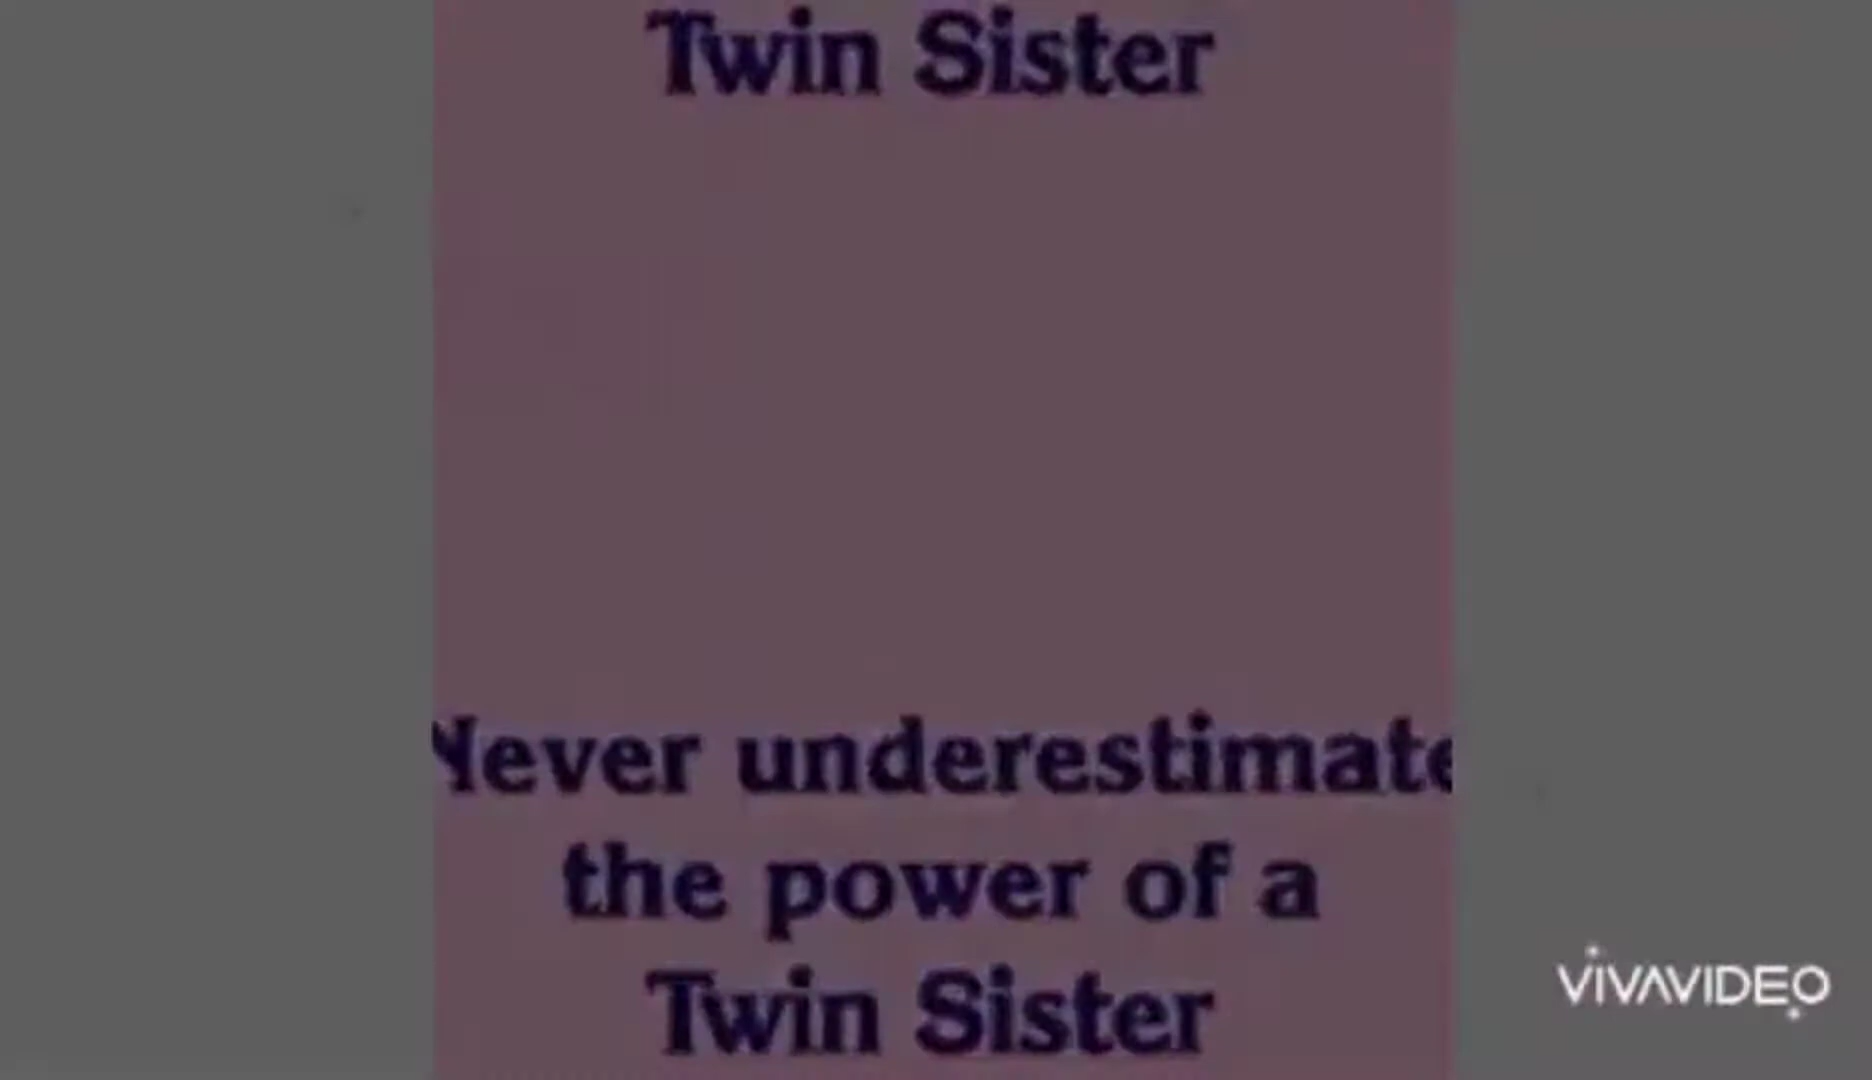 Twin Sister
Never underestimate
the power of a
Twin Sister
VIVAVIDEO